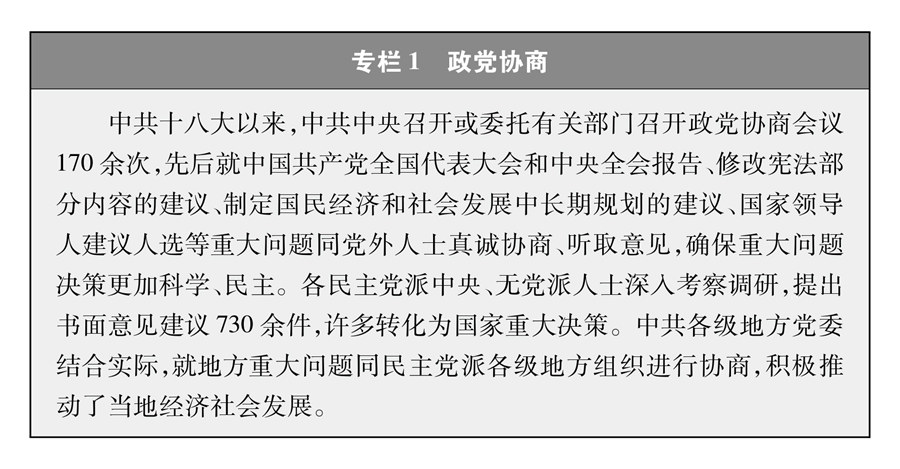 专栏1 政党协商
中共十八大以来,中共中央召开或委托有关部门召开政党协商会议
170余次,先后就中国共产党全国代表大会和中央全会报告、修改宪法部
分内容的建议、制定国民经济和社会发展中长期规划的建议、国家领导
人建议人选等重大问题同党外人士真诚协商、听取意见,确保重大问题
决策更加科学、民主。各民主党派中央、无党派人士深入考察调研,提出
书面意见建议730余件,许多转化为国家重大决策。中共各级地方党委
结合实际,就地方重大问题同民主党派各级地方组织进行协商,积极推
动了当地经济社会发展。